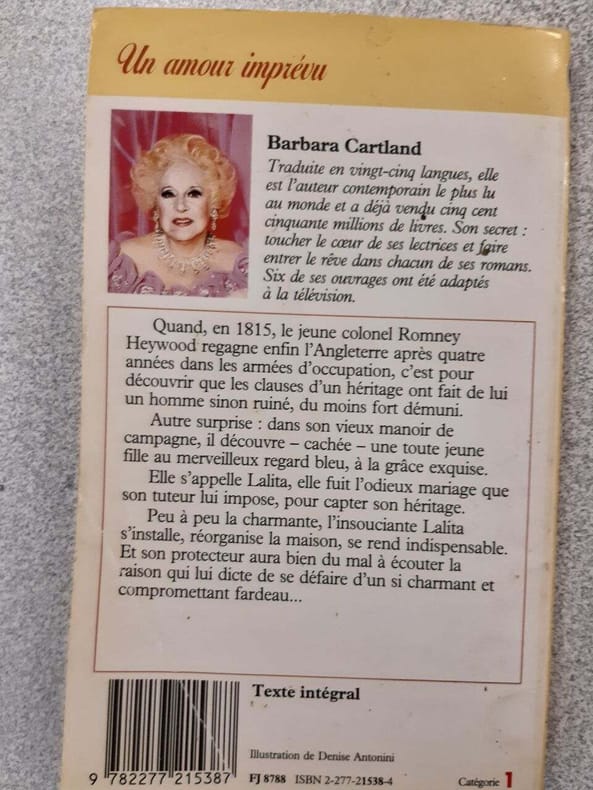 Un amour imprévu
Barbara Cartland
Traduite en vingt-cinq langues, elle
est l'auteur contemporain le plus lu
au monde et a déjà vendu cinq cent
cinquante millions de livres. Son secret :
toucher le cœur de ses lectrices et faire
entrer le rêve dans chacun de ses romans.
Six de ses ouvrages ont été adaptés
à la télévision.
Quand, en 1815, le jeune colonel Romney
Heywood regagne enfin l'Angleterre après quatre
années dans les armées d'occupation, c'est pour
découvrir que les clauses d'un héritage ont fait de lui
un homme sinon ruiné, du moins fort démuni.
Autre surprise : dans son vieux manoir de
campagne, il découvre – cachée – une toute jeune
fille au merveilleux regard bleu, à la grâce exquise.
Elle s'appelle Lalita, elle fuit l'odieux mariage que
son tuteur lui impose, pour capter son héritage.
Peu à peu la charmante, l'insouciante Lalita
s'installe, réorganise la maison, se rend indispensable.
Et son protecteur aura bien du mal à écouter la
raison qui lui dicte de se défaire d'un si charmant et
compromettant fardeau...
Texte intégral
Illustration de Denise Antonini
9 782277 215387
FJ 8788 ISBN 2-277-21538-4
Catégorie 1